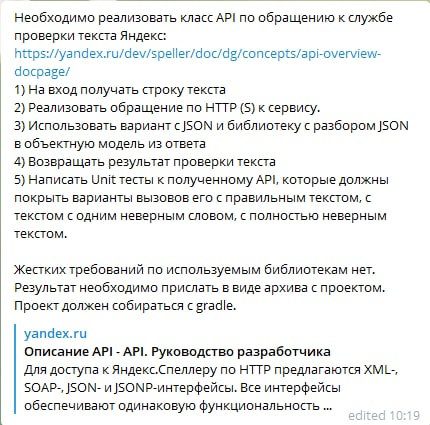 Необходимо реализовать класс API по обращению к службе
проверки текста Яндекс:
https://yandex.ru/dev/speller/doc/dg/concepts/api-overview-
docpage/
1) На вход получать строку текста
2) Реализовать обращение по HTTP (S) к сервису.
3) Использовать вариант с JSON и библиотеку с разбором JSON
в объектную модель из ответа
4) Возвращать результат проверки текста
5) Написать Unit тесты к полученному API, которые должны
покрыть варианты вызовов его с правильным текстом, с
текстом с одним неверным словом, с полностью неверным
текстом.
Жестких требований по используемым библиотекам нет.
Результат необходимо прислать в виде архива с проектом.
Проект должен собираться с gradle.
yandex.ru
Описание API - API. Руководство разработчика
Для доступа к Яндекс.Спеллеру по HTTP предлагаются XML-,
SOAP-, JSON- и JSONP-интерфейсы. Все интерфейсы
обеспечивают одинаковую функциональность ...
edited 10:19